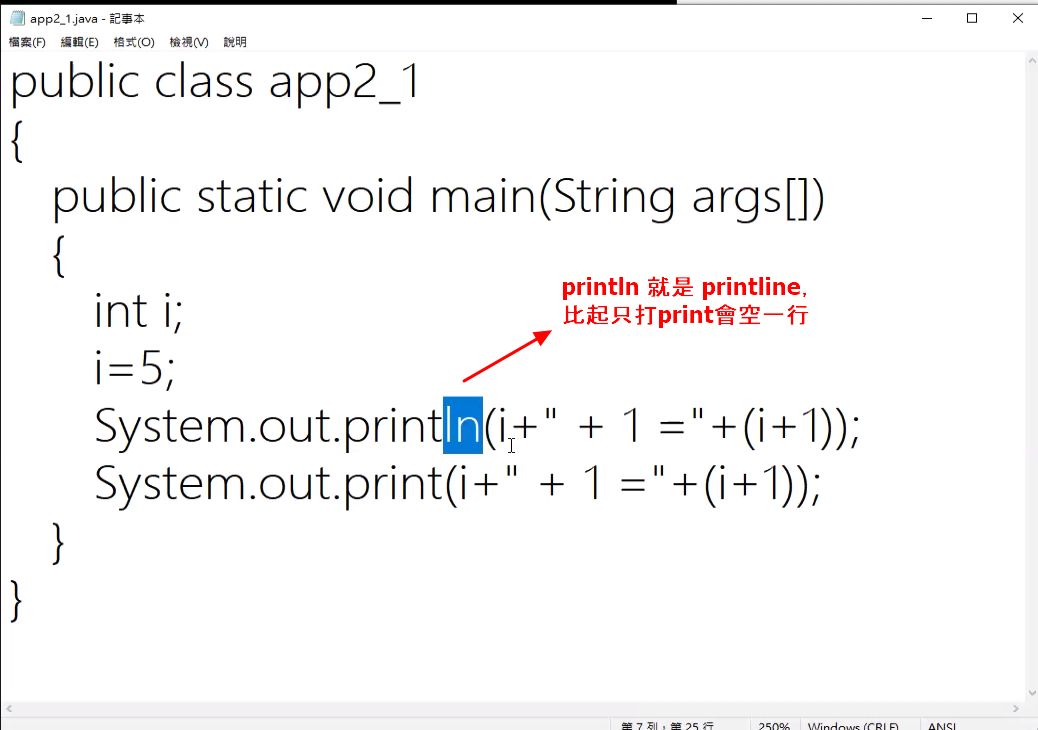 app2_1.java - 記事本
檔案(F) 編輯(E) 格式(O) 檢視(V) 說明
public class app2_1
{
public static void main(String args[])
{
int i;
i=5;
println 就是 printline,
比起只打print會空一行
System.out.println(i+" + 1 ="+(i+1));
System.out.print(i+" + 1 ="+(i+1));
}
}
第 7 列，第 25 行 250% Windows (CRLF) ANSI